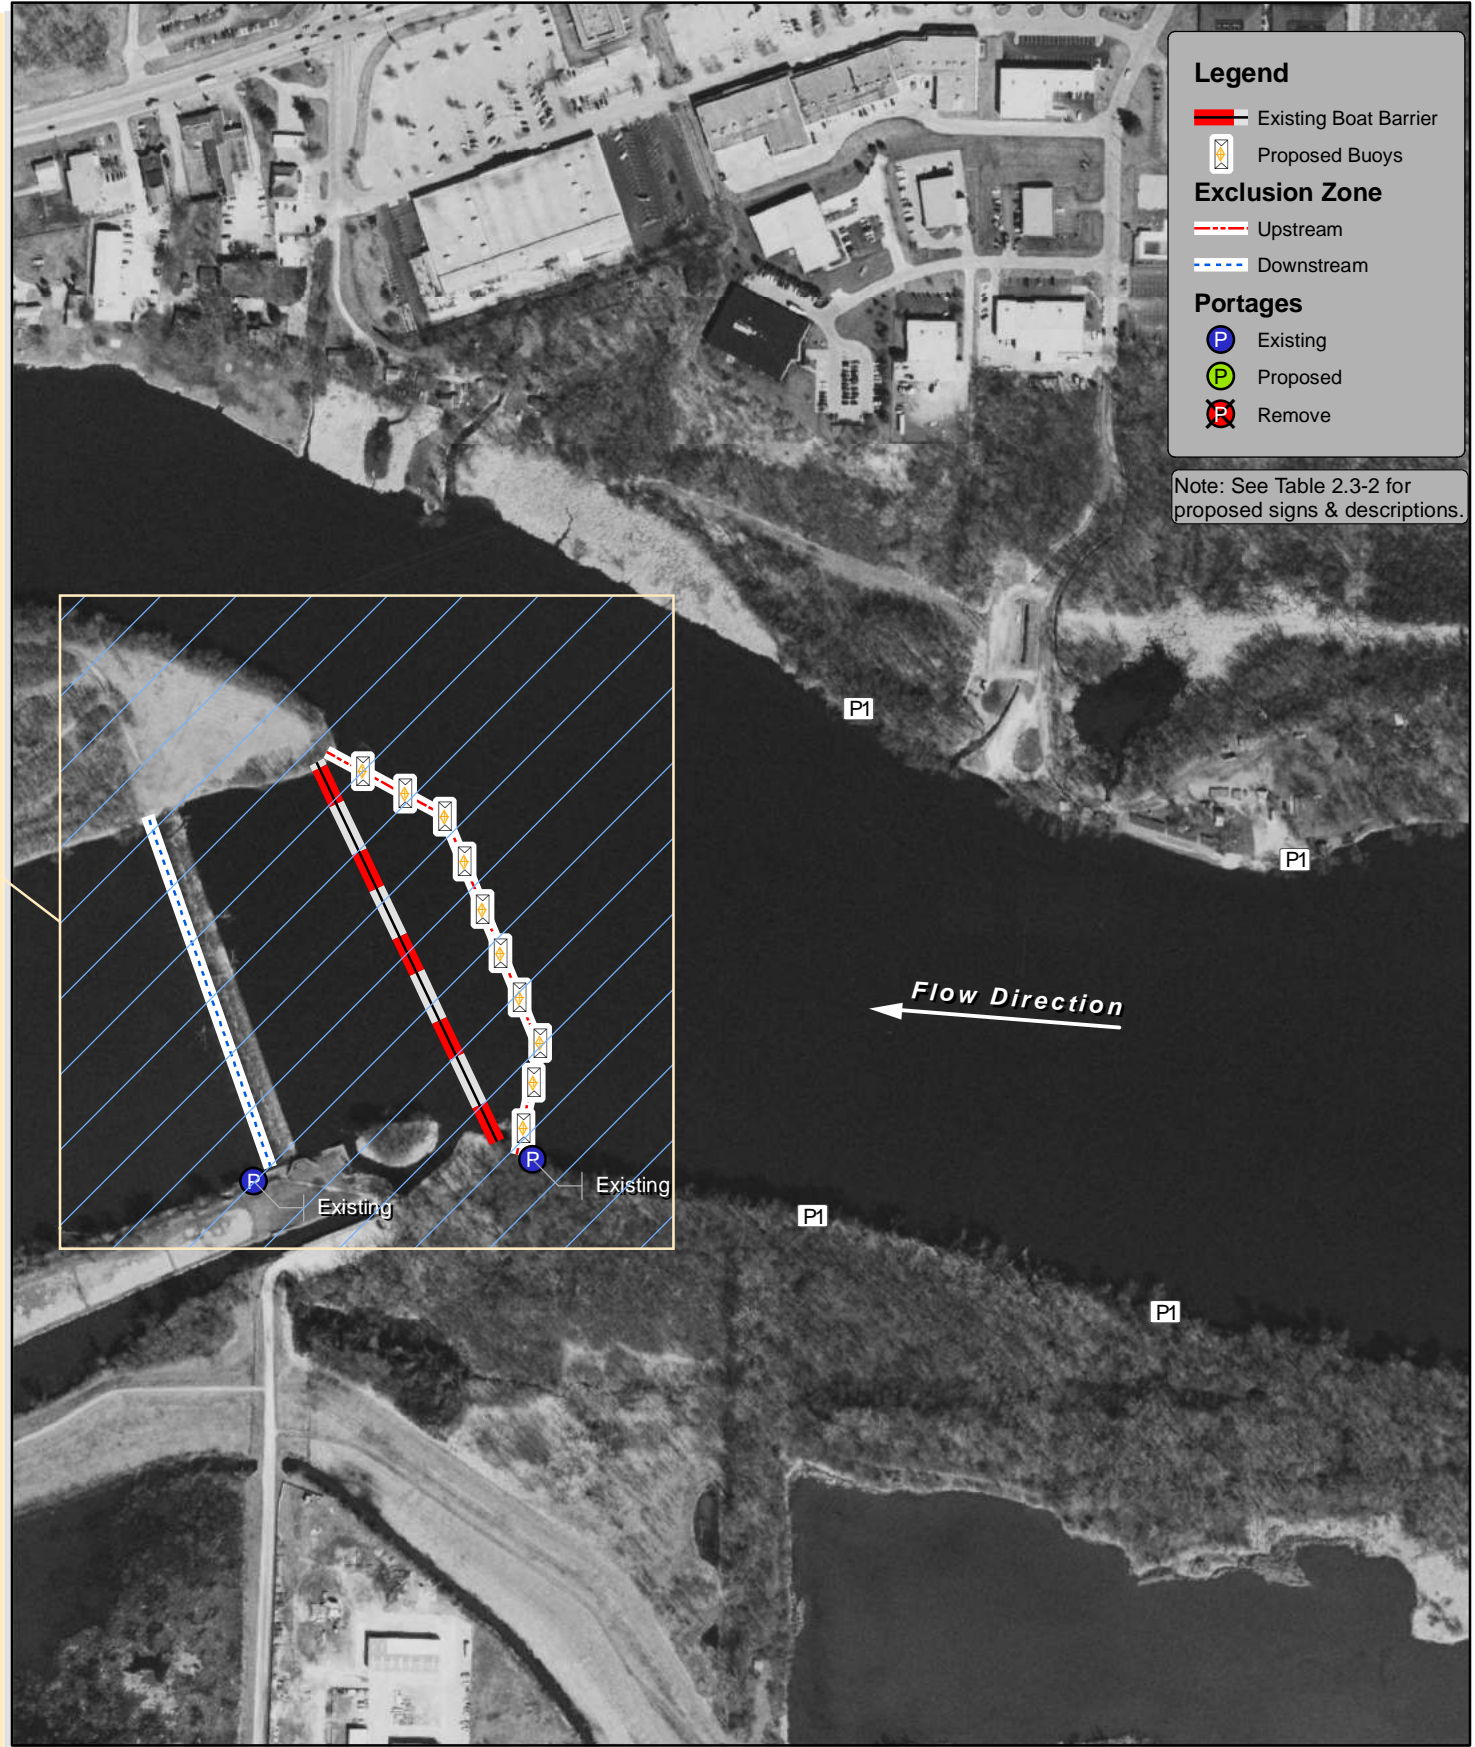 Legend
Existing Boat Barrier
Proposed Buoys
Exclusion Zone
Upstream
Downstream
Portages
P Existing
P Proposed
P Remove
Note: See Table 2.3-2 for
proposed signs & descriptions.
P1
P1
Flow Direction
P
Existing
P
Existing
P1
P1